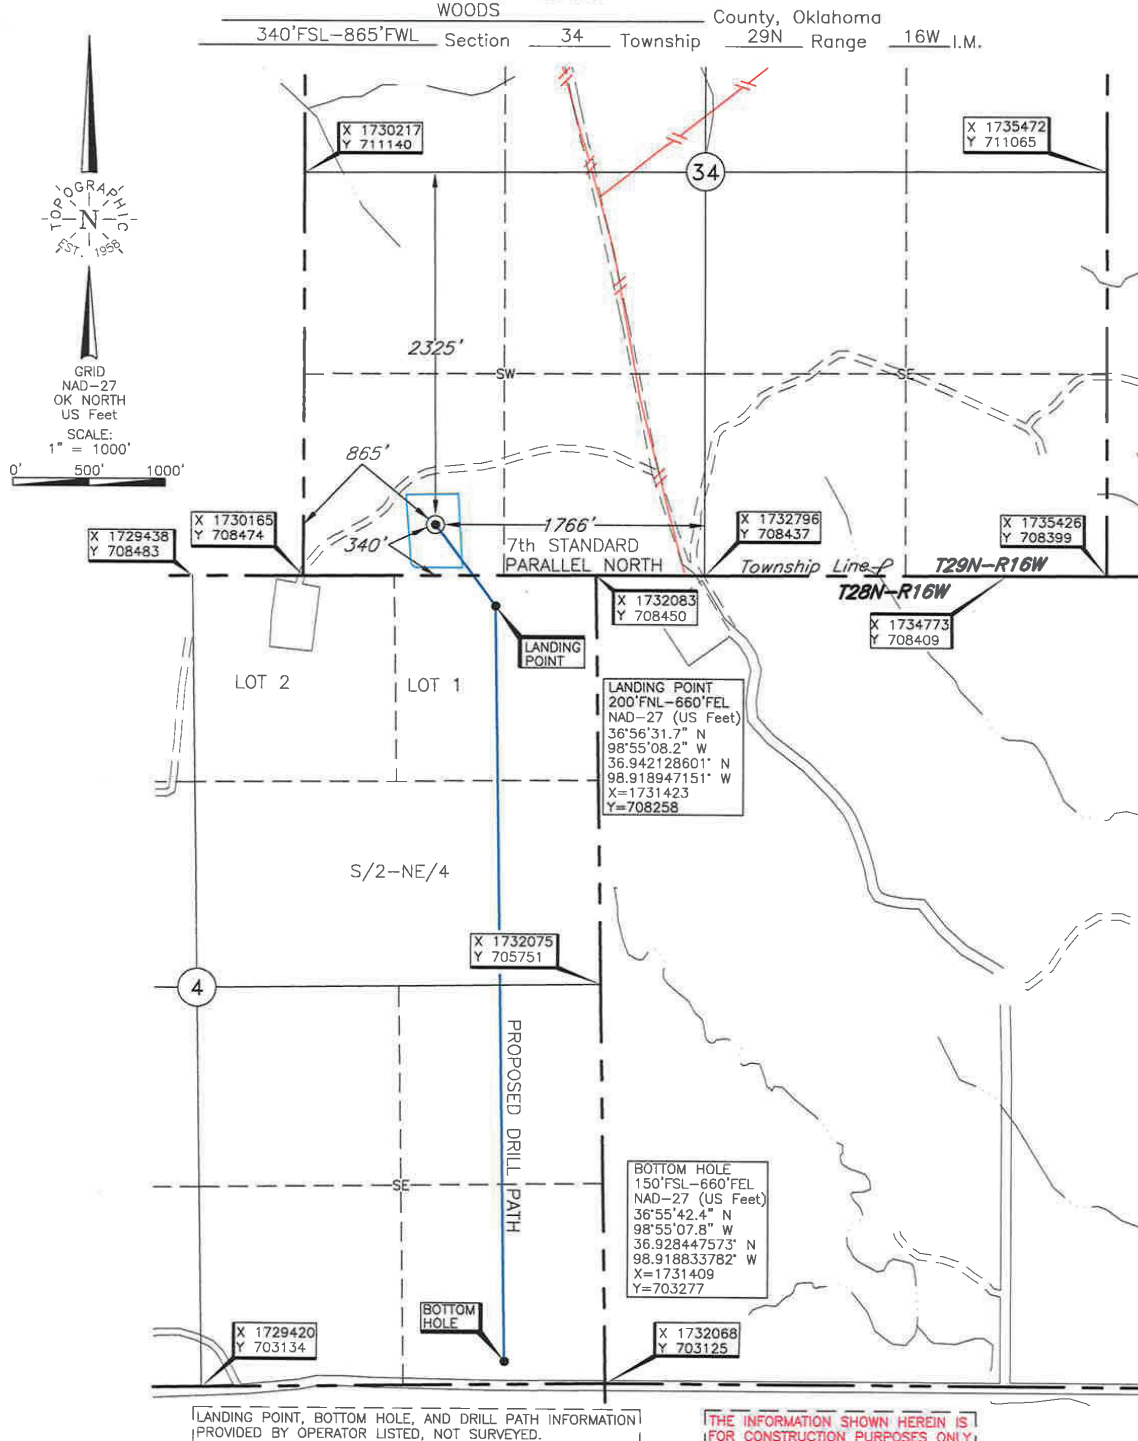 WOODS County, Oklahoma
340'FSL-865'FWL Section 34 Township 29N Range 16W I.M.
X 1730217
Y 711140
X 1735472
Y 711065
34
TOPOGRAPHIC
N
EST. 1958
2325'
GRID
NAD-27
OK NORTH
US Feet
SCALE:
1" = 1000'
0' 500' 1000'
SW
SE
865'
X 1729438
Y 708483
X 1730165
Y 708474
340'
1766'
7th STANDARD
PARALLEL NORTH
X 1732796
Y 708437
X 1735426
Y 708399
Township Line
T29N-R16W
T28N-R16W
X 1732083
Y 708450
X 1734773
Y 708409
LANDING
POINT
LOT 2
LOT 1
LANDING POINT
200'FNL-660'FEL
NAD-27 (US Feet)
36°56'31.7" N
98°55'08.2" W
36.942128601° N
98.918947151° W
X=1731423
Y=708258
S/2-NE/4
X 1732075
Y 705751
4
PROPOSED DRILL PATH
SE
BOTTOM HOLE
150'FSL-660'FEL
NAD-27 (US Feet)
36°55'42.4" N
98°55'07.8" W
36.928447573° N
98.918833782° W
X=1731409
Y=703277
BOTTOM
HOLE
X 1729420
Y 703134
X 1732068
Y 703125
LANDING POINT, BOTTOM HOLE, AND DRILL PATH INFORMATION
PROVIDED BY OPERATOR LISTED, NOT SURVEYED.
THE INFORMATION SHOWN HEREIN IS
FOR CONSTRUCTION PURPOSES ONLY